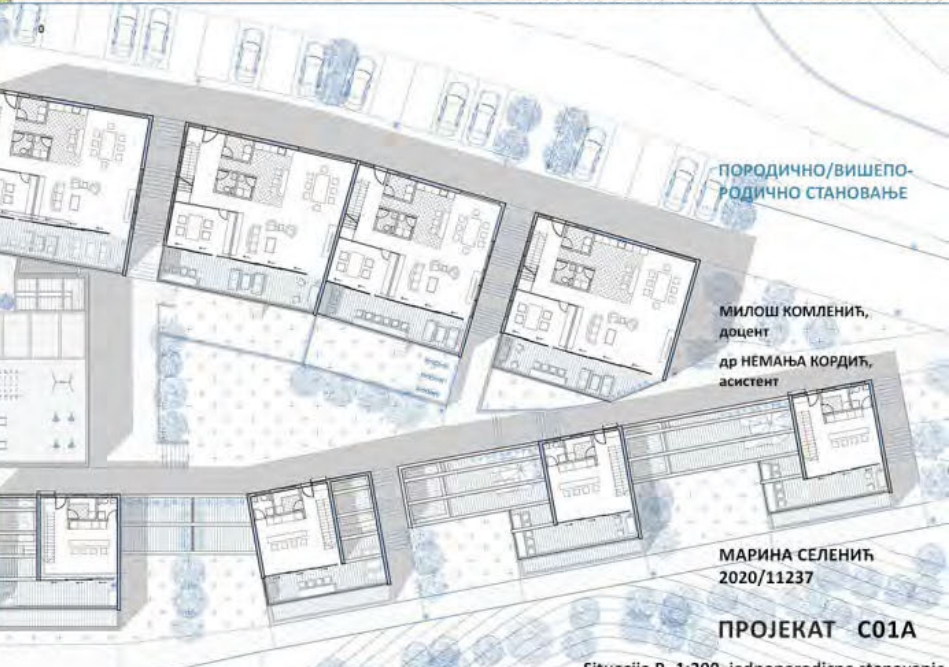 ПОРОДИЧНО/ВИШЕПО-
РОДИЧНО СТАНОВАЊЕ
МИЛОШ КОМЛЕНИЋ,
доцент
др НЕМАЊА КОРДИЋ,
асистент
МАРИНА СЕЛЕНИЋ
2020/11237
ПРОЈЕКАТ C01A